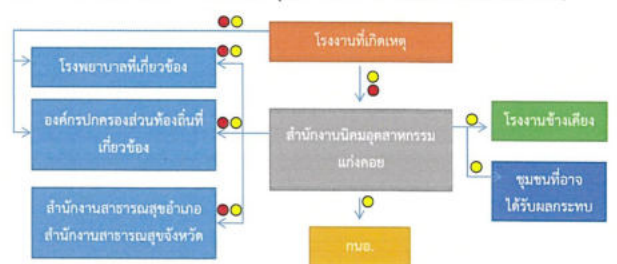 โรงงานที่เกิดเหตุ
โรงพยาบาลที่เกี่ยวข้อง
องค์กรปกครองส่วนท้องถิ่นที่
เกี่ยวข้อง
สำนักงานนิคมอุตสาหกรรม
แก่งคอย
โรงงานข้างเคียง
ชุมชนที่อาจ
ได้รับผลกระทบ
สำนักงานสาธารณสุขอำเภอ
สำนักงานสาธารณสุขจังหวัด
กนอ.